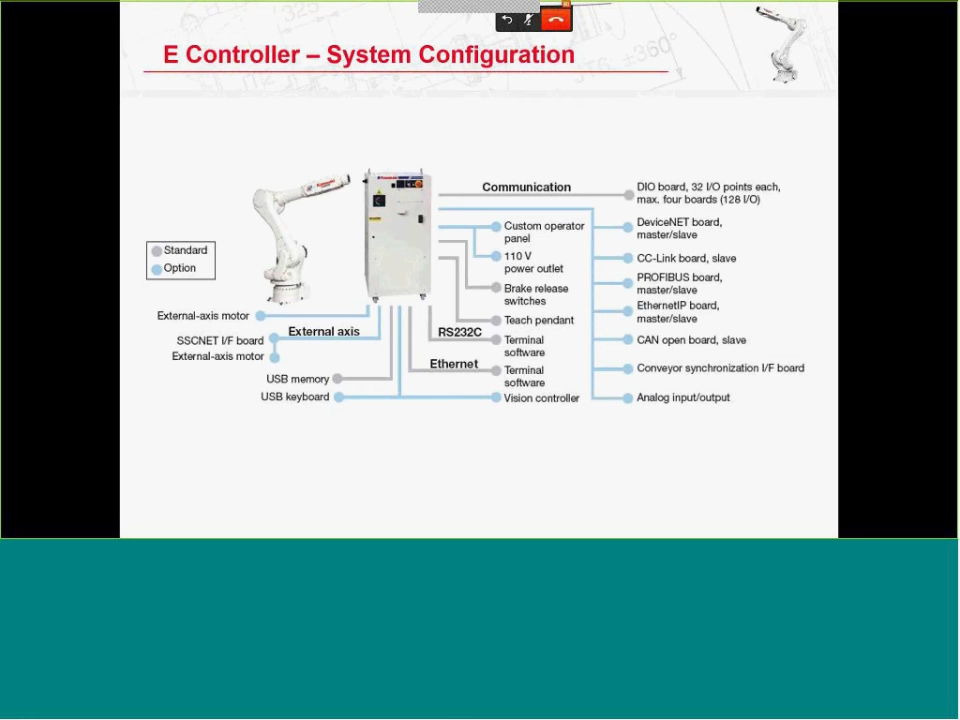 E Controller – System Configuration
Communication
DIO board, 32 I/O points each,
max. four boards (128 I/O)
Custom operator
panel
DeviceNET board,
master/slave
Standard
Option
110 V
power outlet
CC-Link board, slave
PROFIBUS board,
master/slave
Brake release
switches
EthernetIP board,
master/slave
External-axis motor
Teach pendant
External axis
RS232C
SSCNET I/F board
External-axis motor
Terminal
software
CAN open board, slave
Ethernet
Terminal
software
Conveyor synchronization I/F board
USB memory
USB keyboard
Vision controller
Analog input/output